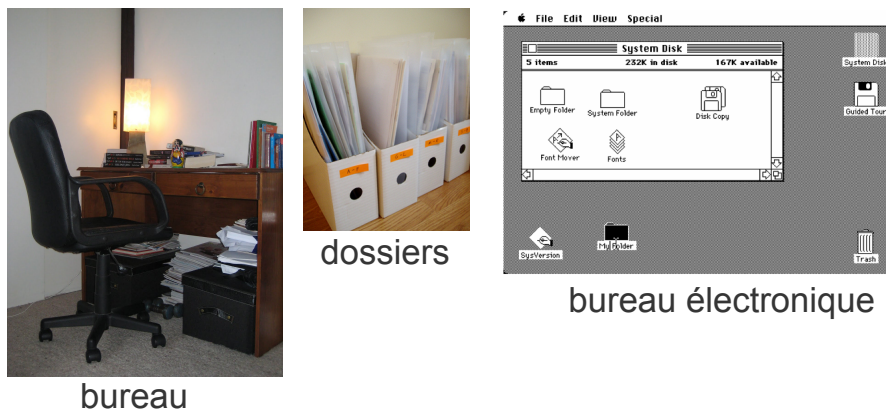 File Edit View Special
System Disk
5 items 232K in disk 167K available
Empty Folder
System Folder
Disk Copy
Font Mover
Fonts
System Disk
Guided Tour
SysVersion
My Folder
Trash
dossiers
bureau électronique
bureau